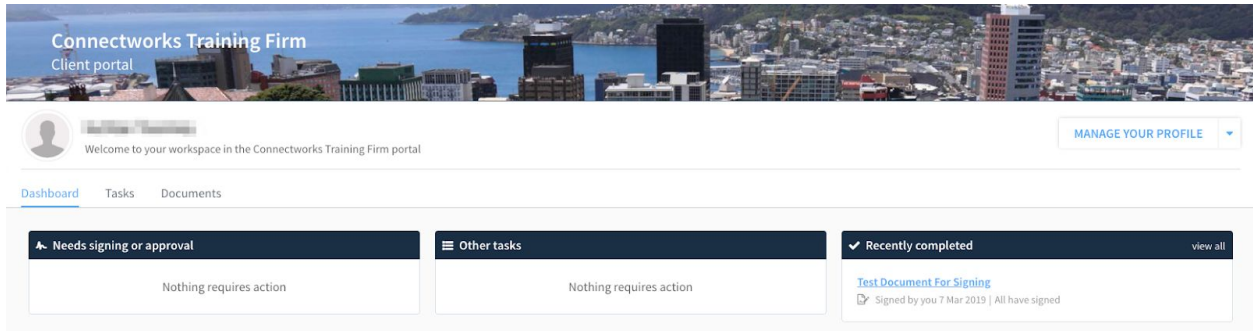 Connectworks Training Firm
Client portal
Welcome to your workspace in the Connectworks Training Firm portal
MANAGE YOUR PROFILE
Dashboard Tasks Documents
Needs signing or approval
Nothing requires action
Other tasks
Nothing requires action
Recently completed view all
Test Document For Signing
Signed by you 7 Mar 2019 | All have signed